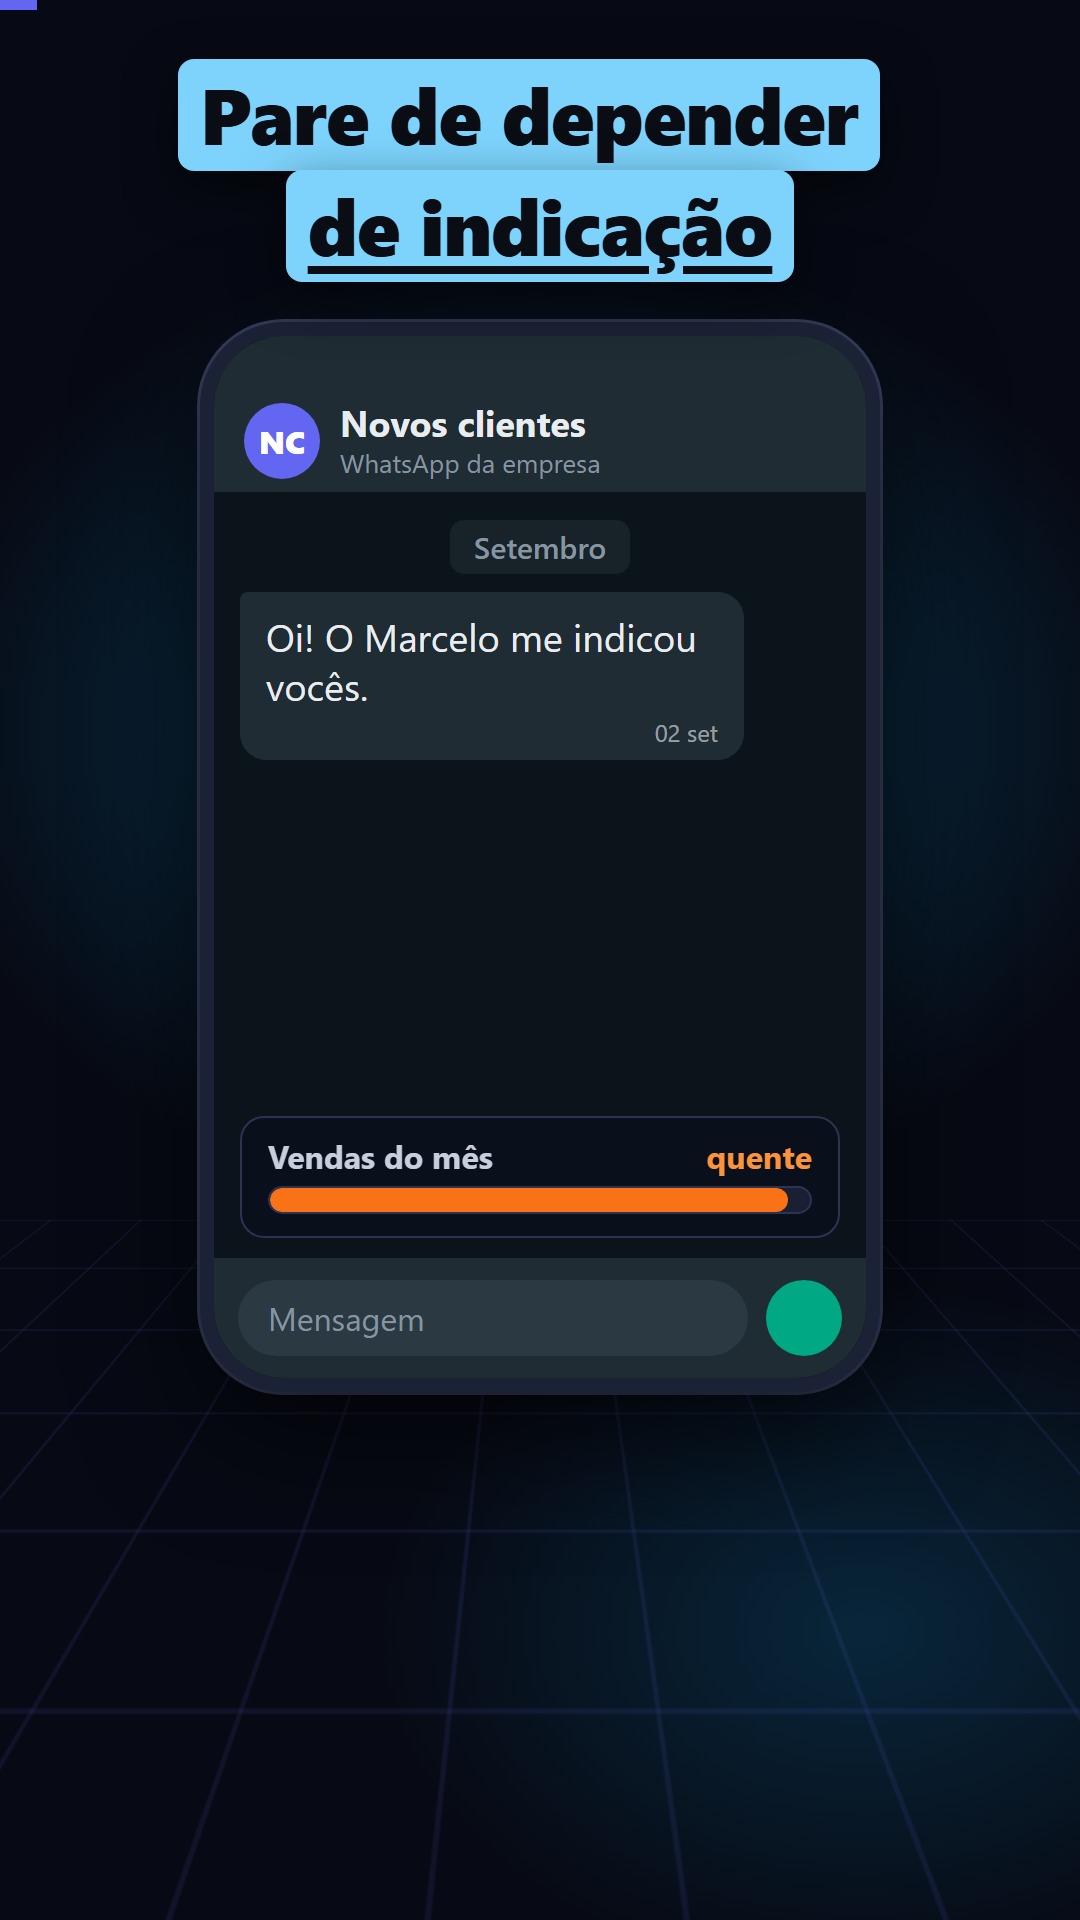 Pare de depender
de indicação
NC
Novos clientes
WhatsApp da empresa
Setembro
Oi! O Marcelo me indicou
vocês.
02 set
Vendas do mês
quente
Mensagem